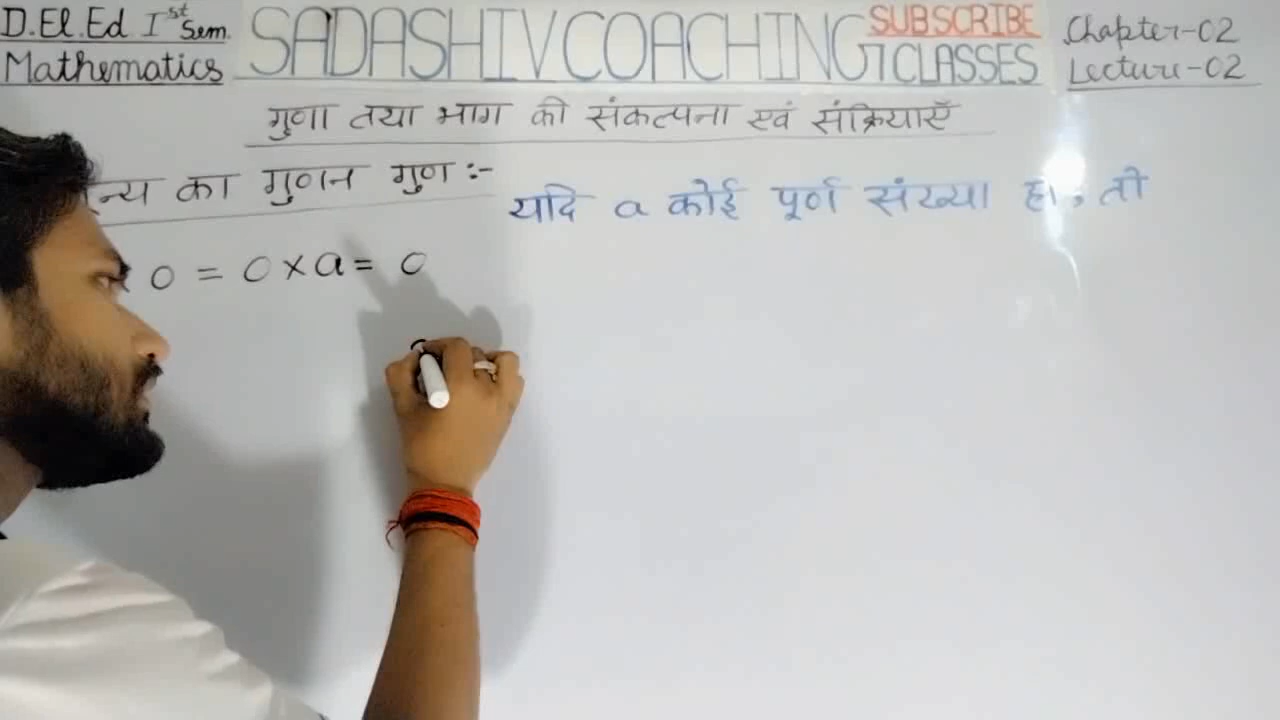 D.El.Ed Ist Sem.
Mathematics
SADASHIV COACHING CLASSES
SUBSCRIBE
Chapter-02
Lecture-02
गुणा तथा भाग की संकल्पना एवं संक्रियाएँ
का गुणन गुण :-
यदि a कोई पूर्ण संख्या हो, तो
0 = 0 × a = 0